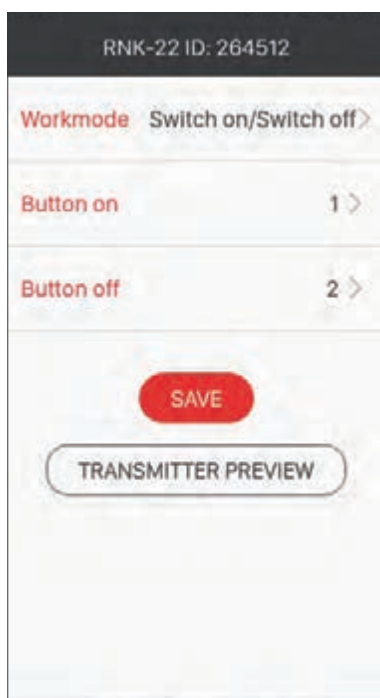 RNK-22 ID: 264512
Workmode Switch on/Switch off >
Button on 1 >
Button off 2 >
SAVE
TRANSMITTER PREVIEW